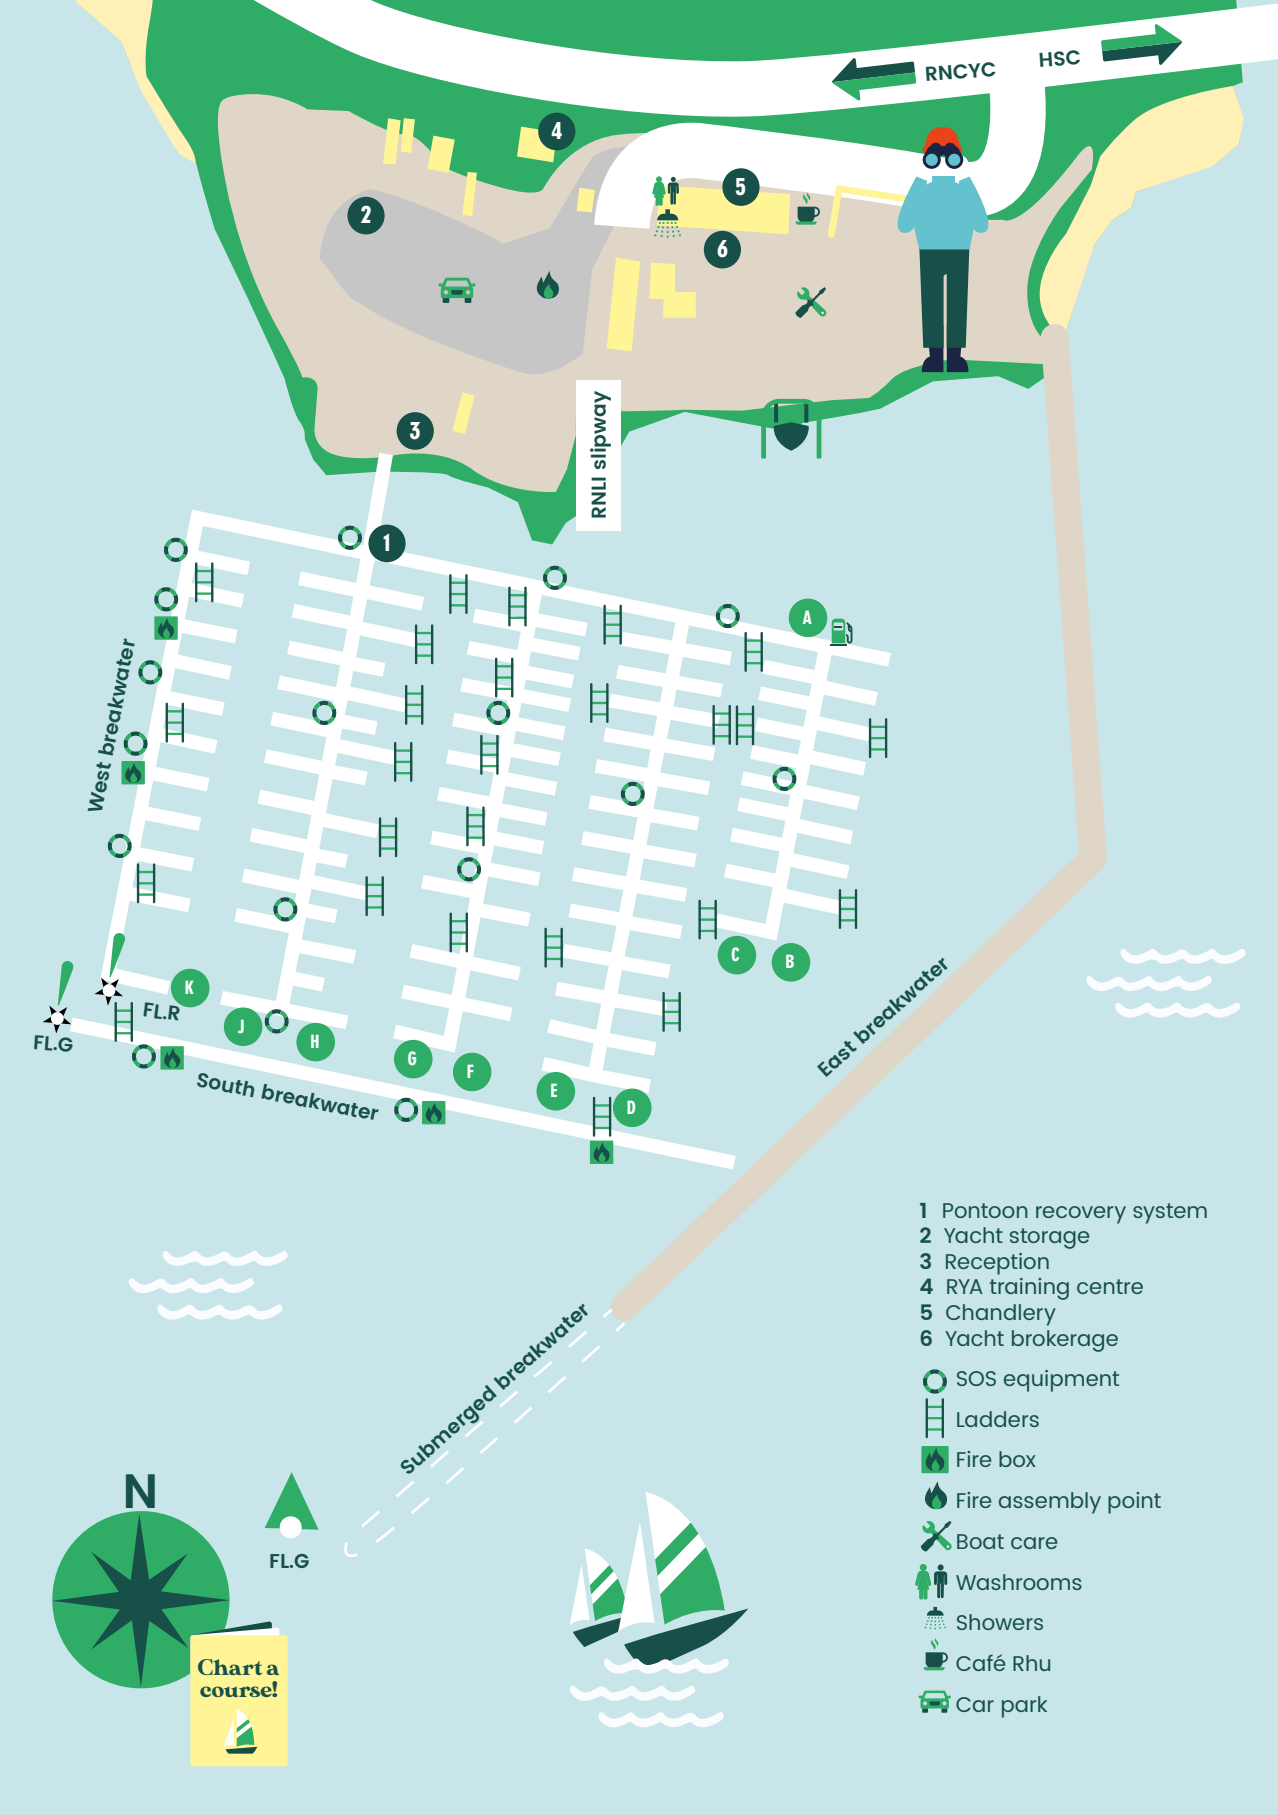 RNCYC
HSC
4
2
5
6
3
RNLI slipway
1
A
West breakwater
C
B
K
FL.R
FL.G
J
H
G
F
E
D
South breakwater
East breakwater
1 Pontoon recovery system
2 Yacht storage
3 Reception
4 RYA training centre
5 Chandlery
6 Yacht brokerage
SOS equipment
Ladders
Fire box
Fire assembly point
Boat care
Washrooms
Showers
Café Rhu
Car park
Submerged breakwater
N
FL.G
Chart a
course!